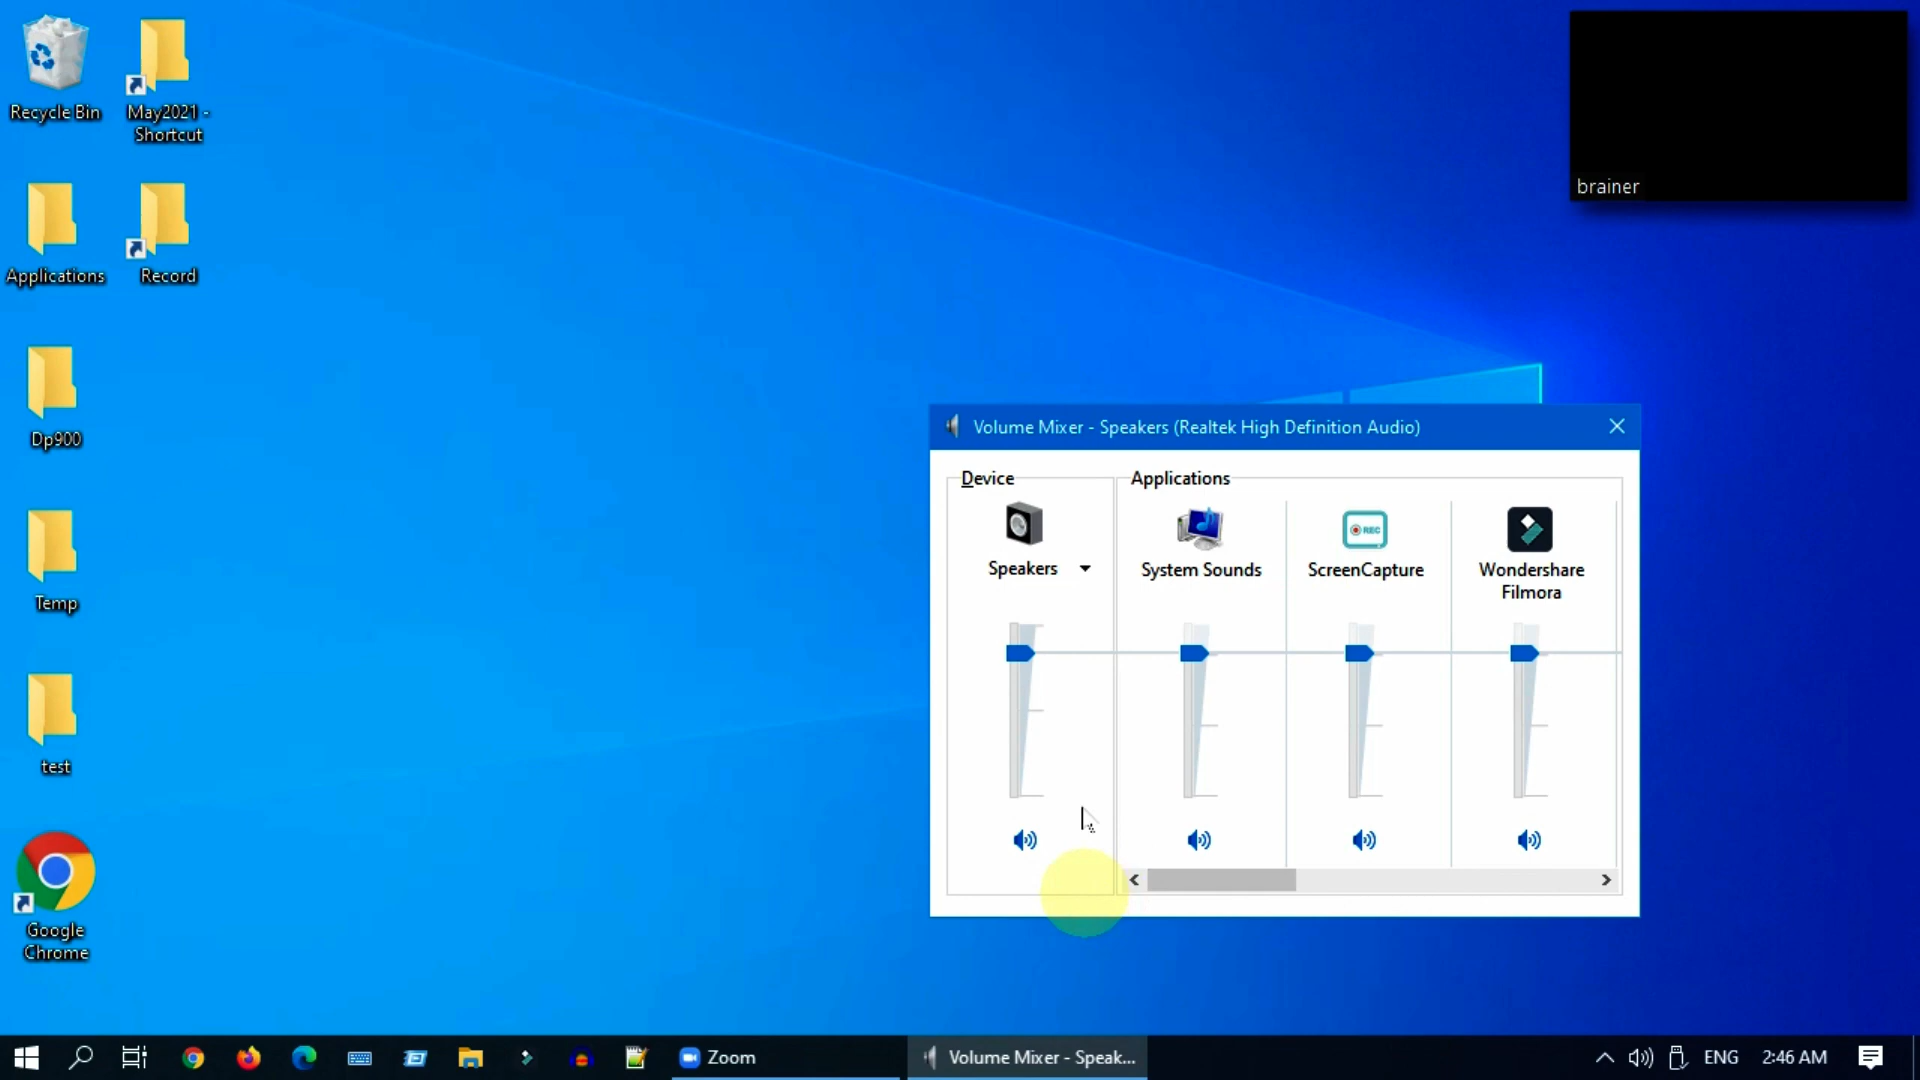 Recycle Bin
May2021 -
Shortcut
Applications
Record
Dp900
Temp
test
Google
Chrome
brainer
Volume Mixer - Speakers (Realtek High Definition Audio)
Device
Applications
Speakers
System Sounds
REC
ScreenCapture
Wondershare
Filmora
Zoom
Volume Mixer - Speak...
ENG
2:46 AM